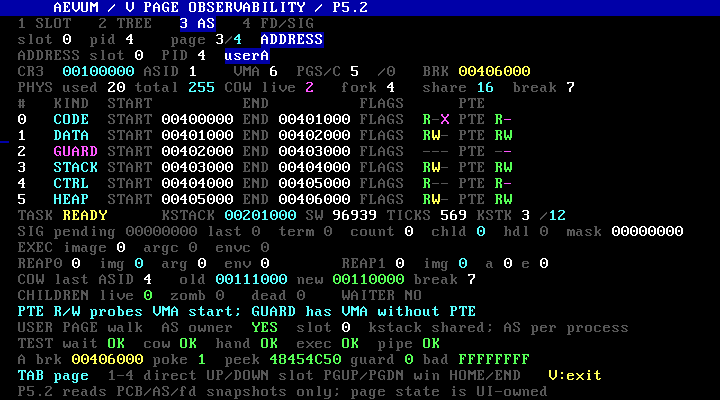 AEVUM / V PAGE OBSERVABILITY / P5.2
1 SLOT 2 TREE 3 AS 4 FD/SIG
slot 0 pid 4 page 3/4 ADDRESS
ADDRESS slot 0 PID 4 userA
CR3 00100000 ASID 1 VMA 6 PGS/C 5 /0 BRK 00406000
PHYS used 20 total 255 COW live 2 fork 4 share 16 break 7
# KIND START END FLAGS PTE
0 CODE START 00400000 END 00401000 FLAGS R-X PTE R-
1 DATA START 00401000 END 00402000 FLAGS RW- PTE RW
2 GUARD START 00402000 END 00403000 FLAGS --- PTE --
3 STACK START 00403000 END 00404000 FLAGS RW- PTE RW
4 CTRL START 00404000 END 00405000 FLAGS R-- PTE R-
5 HEAP START 00405000 END 00406000 FLAGS RW- PTE RW
TASK READY KSTACK 00201000 SW 96939 TICKS 569 KSTK 3 /12
SIG pending 00000000 last 0 term 0 count 0 chld 0 hdl 0 mask 00000000
EXEC image 0 argc 0 envc 0
REAP0 0 img 0 arg 0 env 0 REAP1 0 img 0 a 0 e 0
COW last ASID 4 old 00111000 new 00110000 break 7
CHILDREN live 0 zomb 0 dead 0 WAITER NO
PTE R/W probes VMA start; GUARD has VMA without PTE
USER PAGE walk AS owner YES slot 0 kstack shared; AS per process
TEST wait OK cow OK hand OK exec OK pipe OK
A brk 00406000 poke 1 peek 48454C50 guard 0 bad FFFFFFFF
TAB page 1-4 direct UP/DOWN slot PGUP/PGDN win HOME/END V:exit
P5.2 reads PCB/AS/fd snapshots only; page state is UI-owned